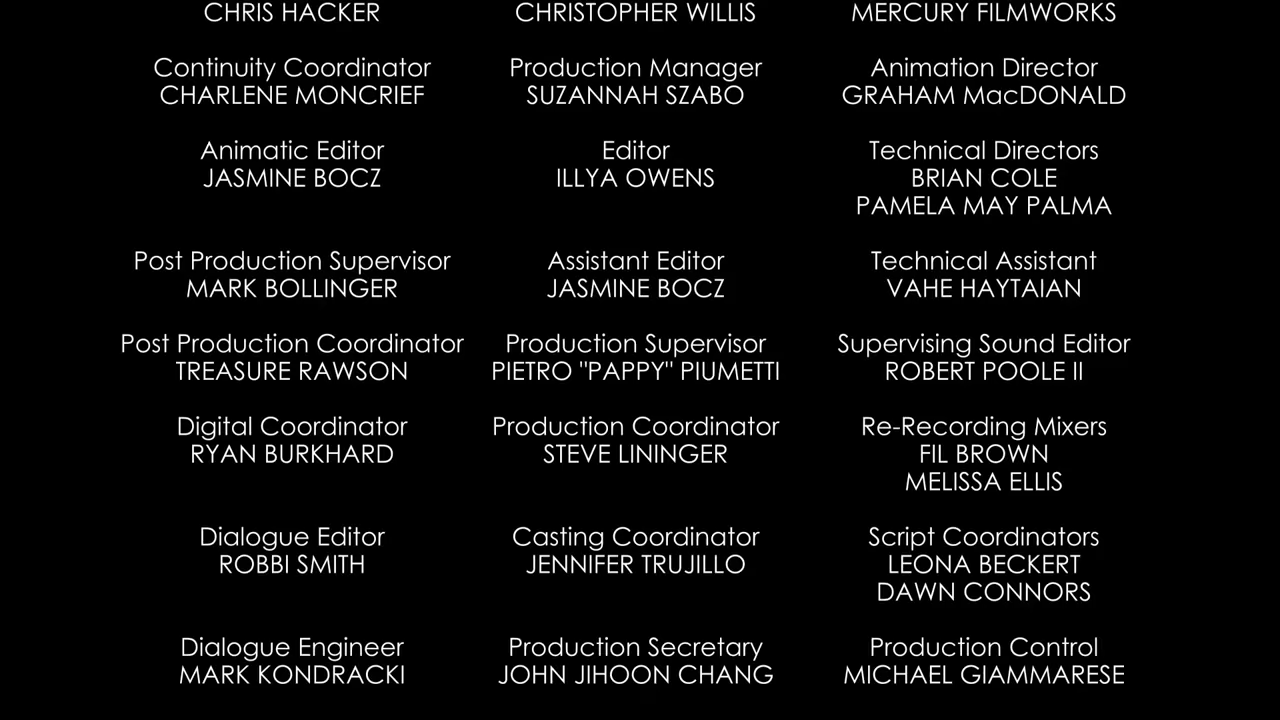 CHRIS HACKER
Continuity Coordinator
CHARLENE MONCRIEF
Animatic Editor
JASMINE BOCZ
Post Production Supervisor
MARK BOLLINGER
Post Production Coordinator
TREASURE RAWSON
Digital Coordinator
RYAN BURKHARD
Dialogue Editor
ROBBI SMITH
Dialogue Engineer
MARK KONDRACKI
CHRISTOPHER WILLIS
Production Manager
SUZANNAH SZABO
Editor
ILLYA OWENS
Assistant Editor
JASMINE BOCZ
Production Supervisor
PIETRO "PAPPY" PIUMETTI
Production Coordinator
STEVE LININGER
Casting Coordinator
JENNIFER TRUJILLO
Production Secretary
JOHN JIHOON CHANG
MERCURY FILMWORKS
Animation Director
GRAHAM MacDONALD
Technical Directors
BRIAN COLE
PAMELA MAY PALMA
Technical Assistant
VAHE HAYTAIAN
Supervising Sound Editor
ROBERT POOLE II
Re-Recording Mixers
FIL BROWN
MELISSA ELLIS
Script Coordinators
LEONA BECKERT
DAWN CONNORS
Production Control
MICHAEL GIAMMARESE